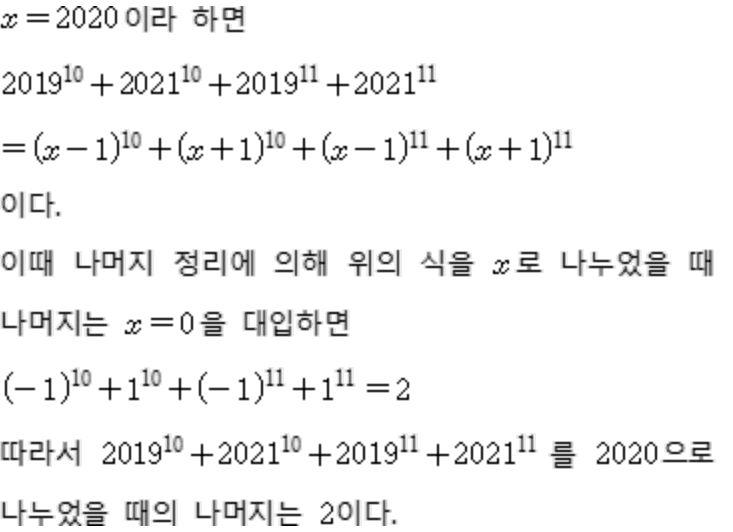 x=2020이라 하면
2019^10+2021^10+2019^11+2021^11
=(x-1)^10+(x+1)^10+(x-1)^11+(x+1)^11
이다.
이때 나머지 정리에 의해 위의 식을 x로 나누었을 때
나머지는 x=0을 대입하면
(-1)^10+1^10+(-1)^11+1^11=2
따라서 2019^10+2021^10+2019^11+2021^11 를 2020으로
나누었을 때의 나머지는 2이다.